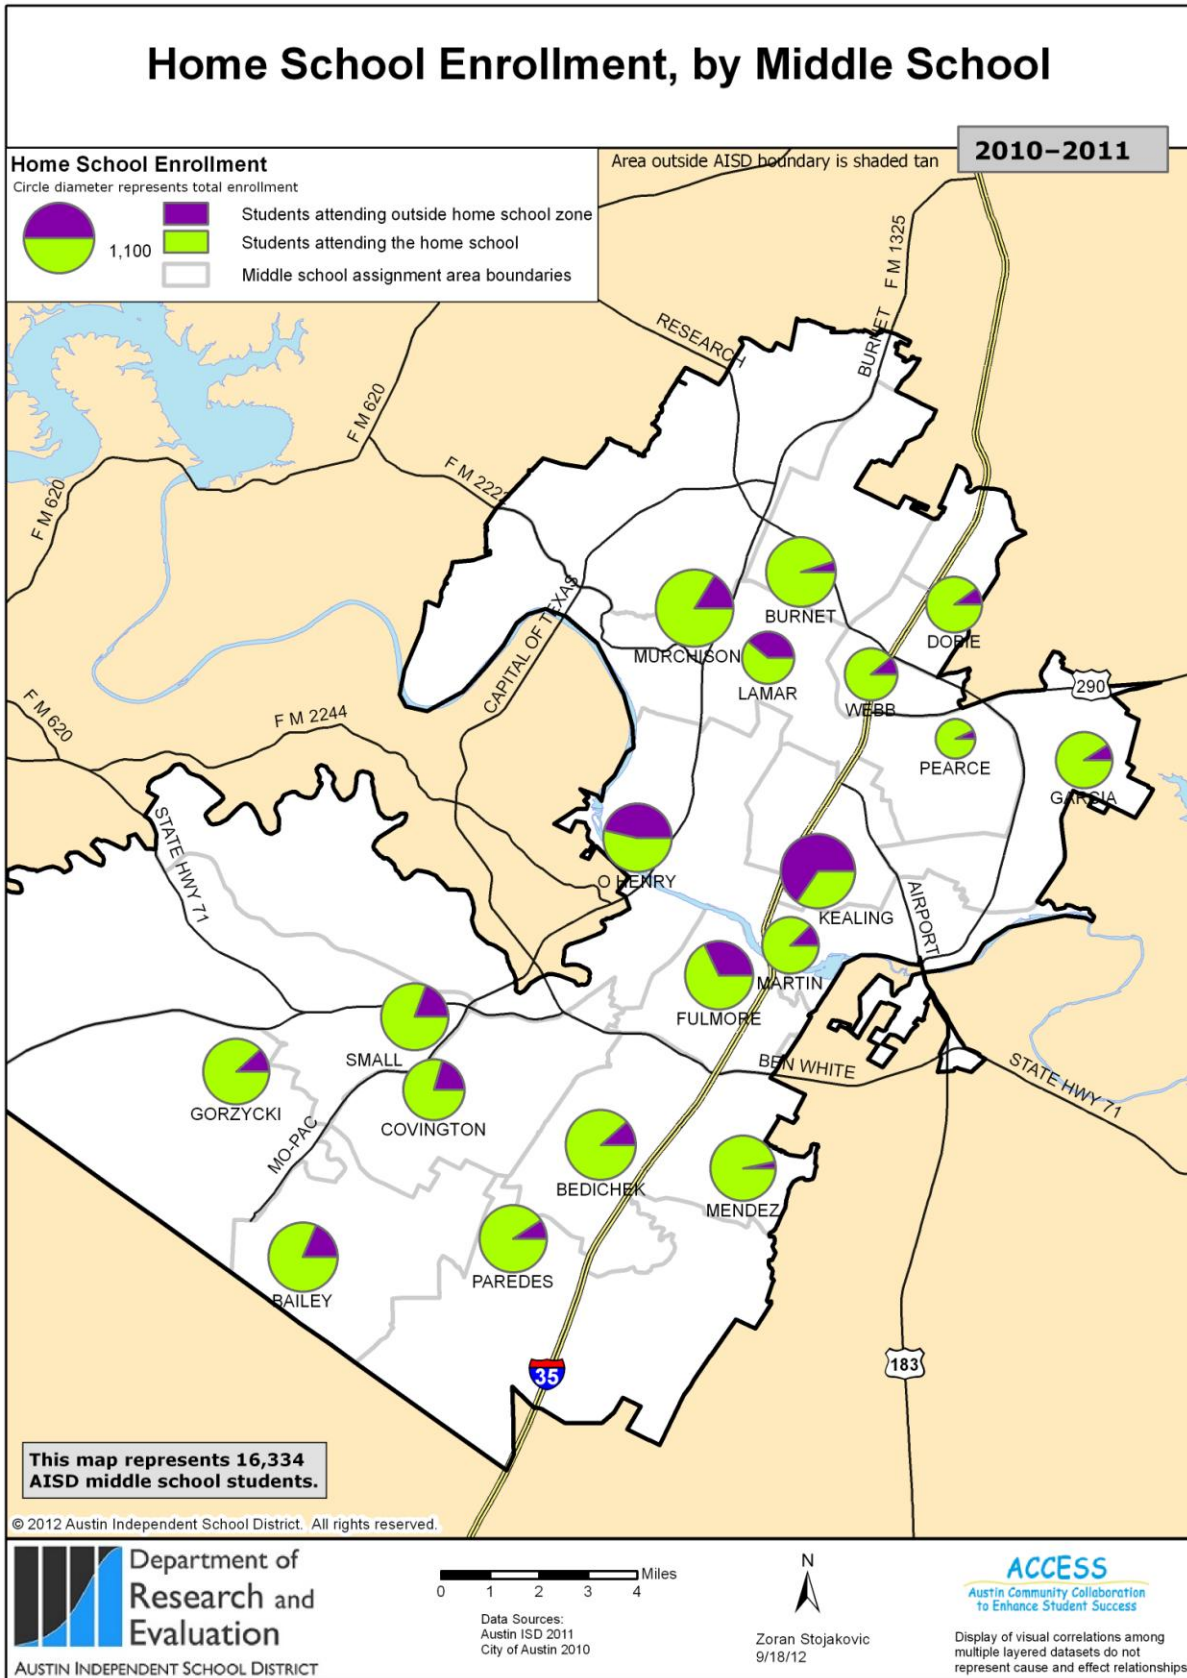 Home School Enrollment, by Middle School
2010–2011
Home School Enrollment
Circle diameter represents total enrollment
1,100
Students attending outside home school zone
Students attending the home school
Middle school assignment area boundaries
Area outside AISD boundary is shaded tan
F M 1325
BURNET
RESEARCH
F M 620
F M 620
F M 2222
CAPITAL OF TEXAS
BURNET
MURCHISON
DOBIE
LAMAR
WEBB
290
F M 620
F M 2244
PEARCE
GARCIA
STATE HWY 71
O HENRY
KEALING
AIRPORT
MARTIN
FULMORE
SMALL
BEN WHITE
STATE HWY 71
GORZYCKI
COVINGTON
MO-PAC
BEDICHEK
MENDEZ
PAREDES
BAILEY
35
183
This map represents 16,334
AISD middle school students.
© 2012 Austin Independent School District. All rights reserved.
Department of
Research and
Evaluation
AUSTIN INDEPENDENT SCHOOL DISTRICT
Miles
0 1 2 3 4
Data Sources:
Austin ISD 2011
City of Austin 2010
N
Zoran Stojakovic
9/18/12
ACCESS
Austin Community Collaboration
to Enhance Student Success
Display of visual correlations among
multiple layered datasets do not
represent cause and effect relationships